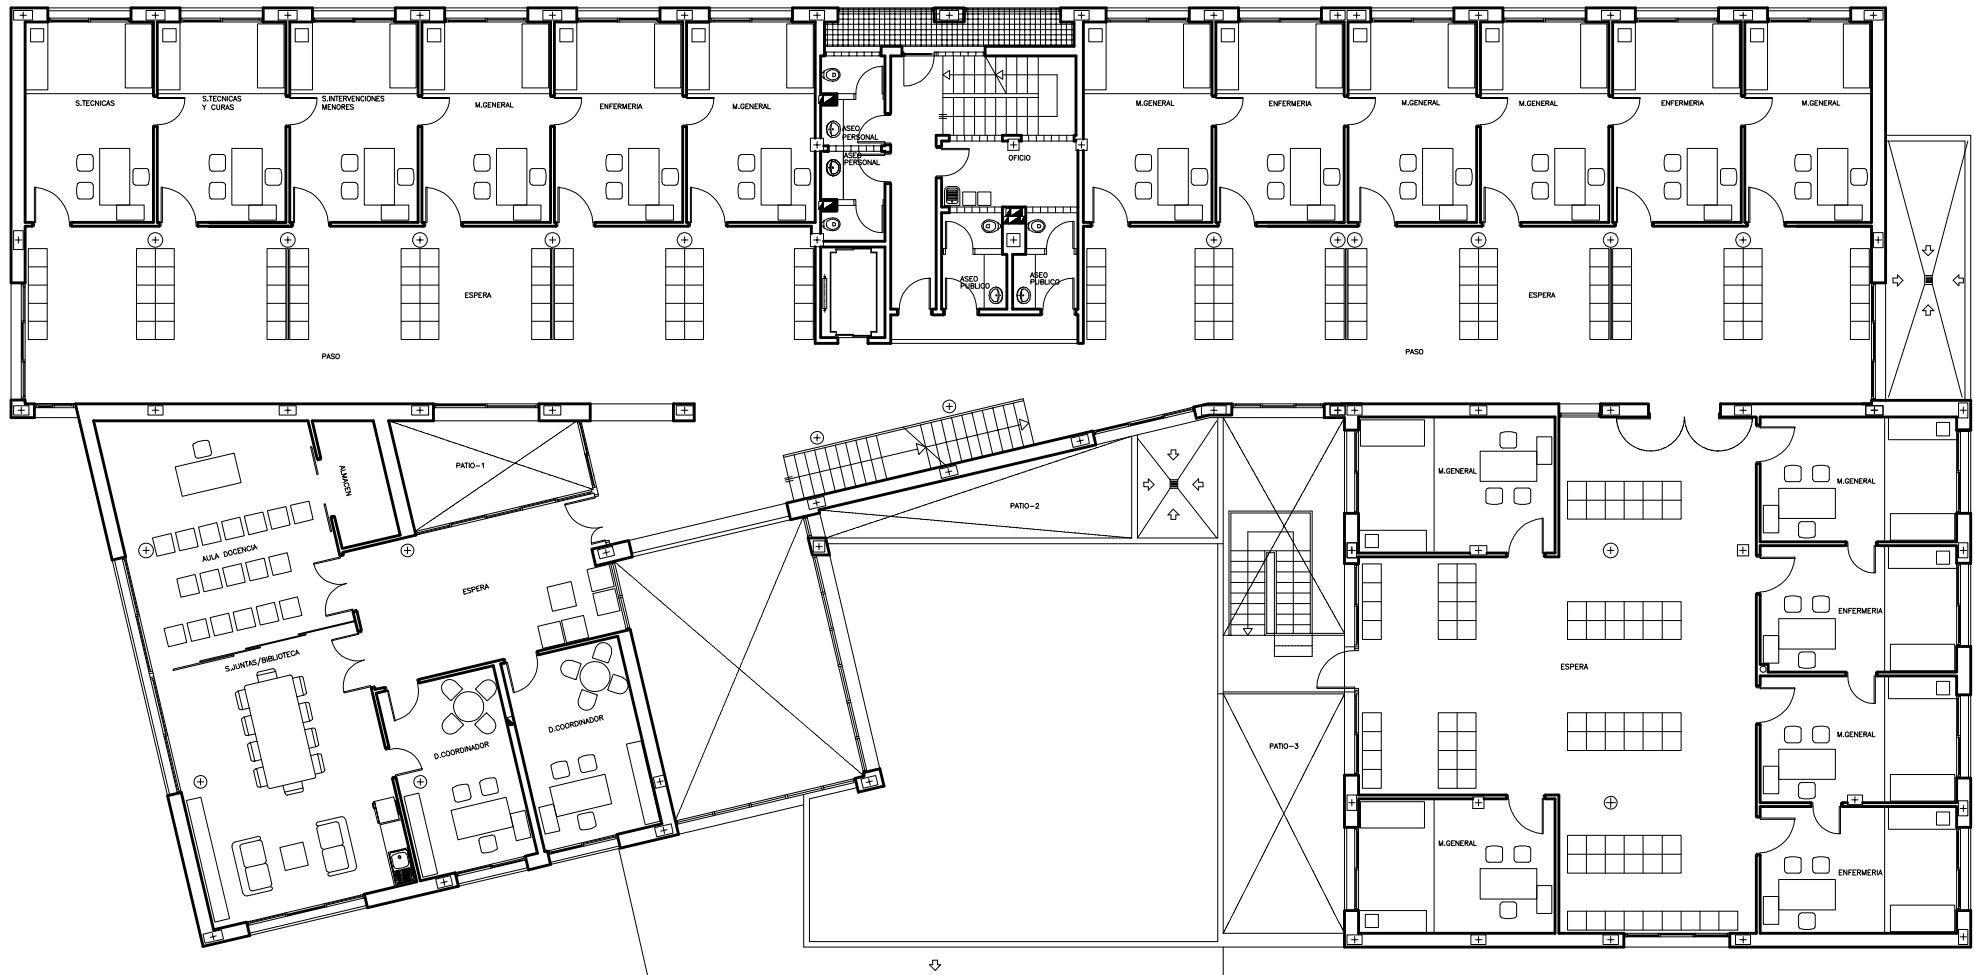 S.TECNICAS
S.TECNICAS
Y CURAS
S.INTERVENCIONES
MENORES
M.GENERAL
ENFERMERIA
M.GENERAL
ASEO
PERSONAL
ASEO
PERSONAL
OFICIO
M.GENERAL
ENFERMERIA
M.GENERAL
M.GENERAL
ENFERMERIA
M.GENERAL
ESPERA
ASEO
PUBLICO
ASEO
PUBLICO
ESPERA
PASO
PASO
ALMACEN
PATIO-1
AULA DOCENCIA
PATIO-2
M.GENERAL
M.GENERAL
ESPERA
ENFERMERIA
S.JUNTAS/BIBLIOTECA
ESPERA
D.COORDINADOR
D.COORDINADOR
PATIO-3
M.GENERAL
M.GENERAL
ENFERMERIA